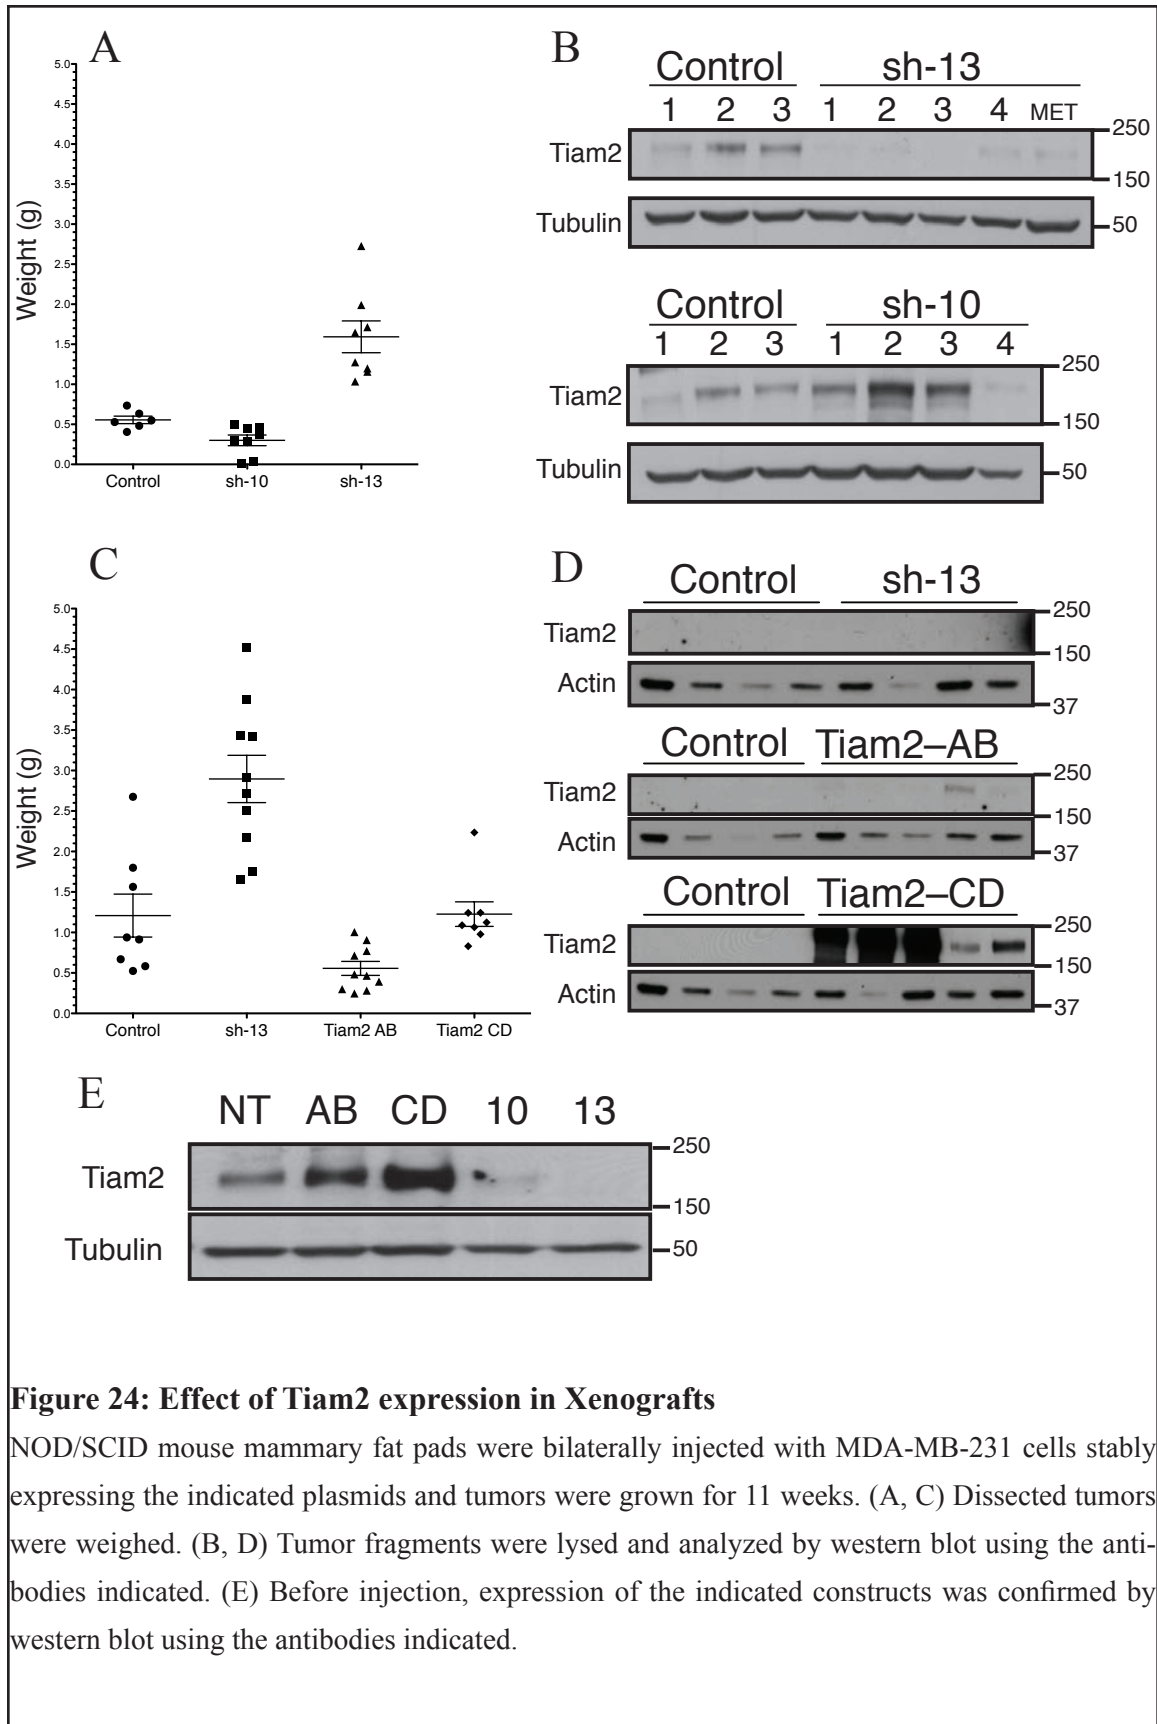 A
5.0
4.5
4.0
3.5
3.0
2.5
2.0
1.5
1.0
0.5
0.0
Weight (g)
Control sh-10 sh-13
B
Control sh-13
1 2 3 1 2 3 4 MET
Tiam2
250
150
Tubulin
50
Control sh-10
1 2 3 1 2 3 4
Tiam2
250
150
Tubulin
50
C
5.0
4.5
4.0
3.5
3.0
2.5
2.0
1.5
1.0
0.5
0.0
Weight (g)
Control sh-13 Tiam2 AB Tiam2 CD
D
Control sh-13
Tiam2
250
150
Actin
37
Control Tiam2–AB
Tiam2
250
150
Actin
37
Control Tiam2–CD
Tiam2
250
150
Actin
37
E
NT AB CD 10 13
Tiam2
250
150
Tubulin
50
Figure 24: Effect of Tiam2 expression in Xenografts
NOD/SCID mouse mammary fat pads were bilaterally injected with MDA-MB-231 cells stably
expressing the indicated plasmids and tumors were grown for 11 weeks. (A, C) Dissected tumors
were weighed. (B, D) Tumor fragments were lysed and analyzed by western blot using the anti-
bodies indicated. (E) Before injection, expression of the indicated constructs was confirmed by
western blot using the antibodies indicated.